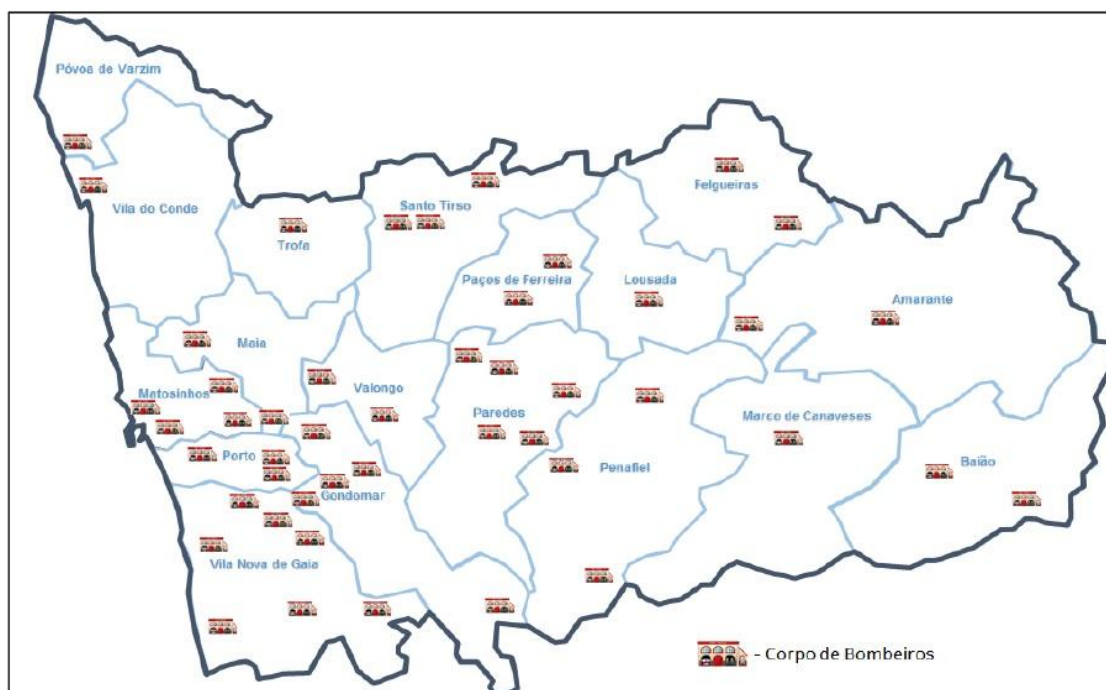 Póvoa de Varzim
Felgueiras
Vila do Conde
Santo Tirso
Trofa
Paços de Ferreira
Lousada
Amarante
Maia
Matosinhos
Valongo
Paredes
Marco de Canaveses
Porto
Penafiel
Baião
Gondomar
Vila Nova de Gaia
- Corpo de Bombeiros